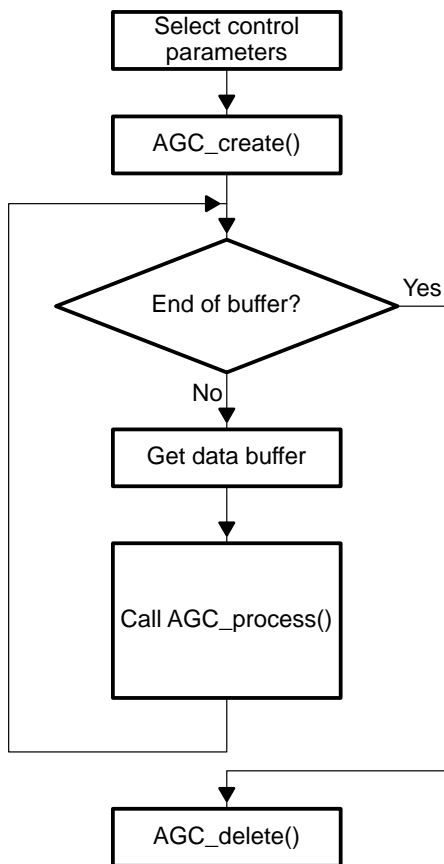 Select control
parameters
AGC_create()
End of buffer?
Yes
No
Get data buffer
Call AGC_process()
AGC_delete()